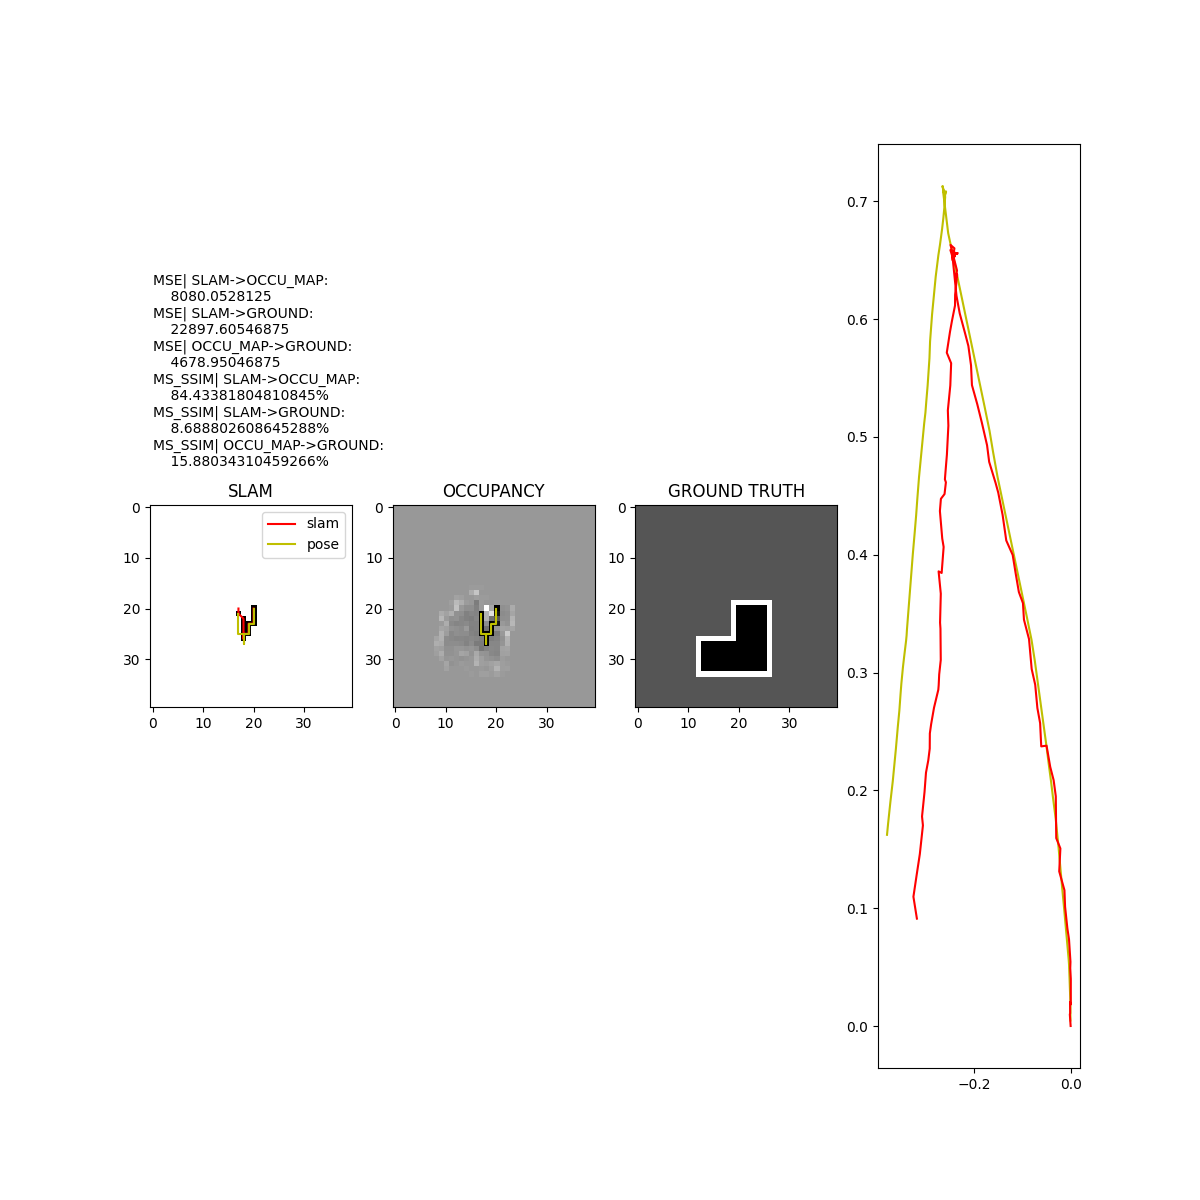 MSE| SLAM->OCCU_MAP:
8080.0528125
MSE| SLAM->GROUND:
22897.60546875
MSE| OCCU_MAP->GROUND:
4678.95046875
MS_SSIM| SLAM->OCCU_MAP:
84.43381804810845%
MS_SSIM| SLAM->GROUND:
8.688802608645288%
MS_SSIM| OCCU_MAP->GROUND:
15.88034310459266%
SLAM
slam
pose
0
10
20
30
0 10 20 30
OCCUPANCY
0
10
20
30
0 10 20 30
GROUND TRUTH
0
10
20
30
0 10 20 30
0.7
0.6
0.5
0.4
0.3
0.2
0.1
0.0
−0.2 0.0